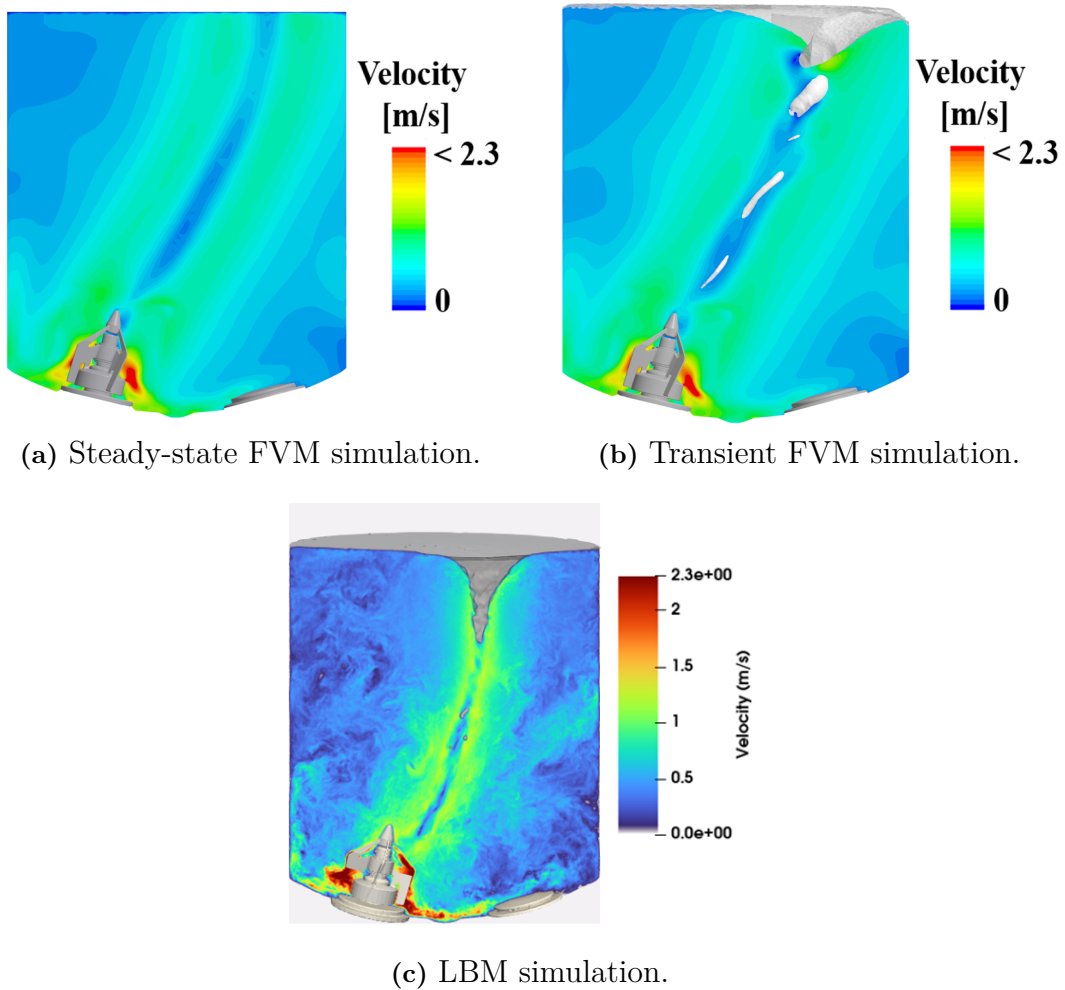 Velocity
[m/s]
< 2.3
0
Velocity
[m/s]
< 2.3
0
(a) Steady-state FVM simulation.
(b) Transient FVM simulation.
2.3e+00
2
1.5
1
0.5
0.0e+00
Velocity (m/s)
(c) LBM simulation.